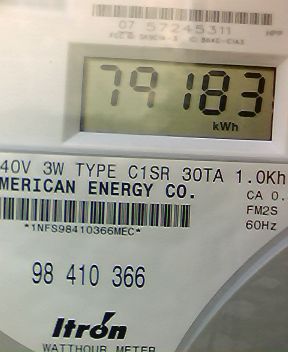 07 57245311
79183
kWh
40V 3W TYPE C1SR 30TA 1.0Kh
MERICAN ENERGY CO.
CA 0.
FM2S
*1NFS98410366MEC*
60Hz
98 410 366
Itrón
WATTHOUR METER